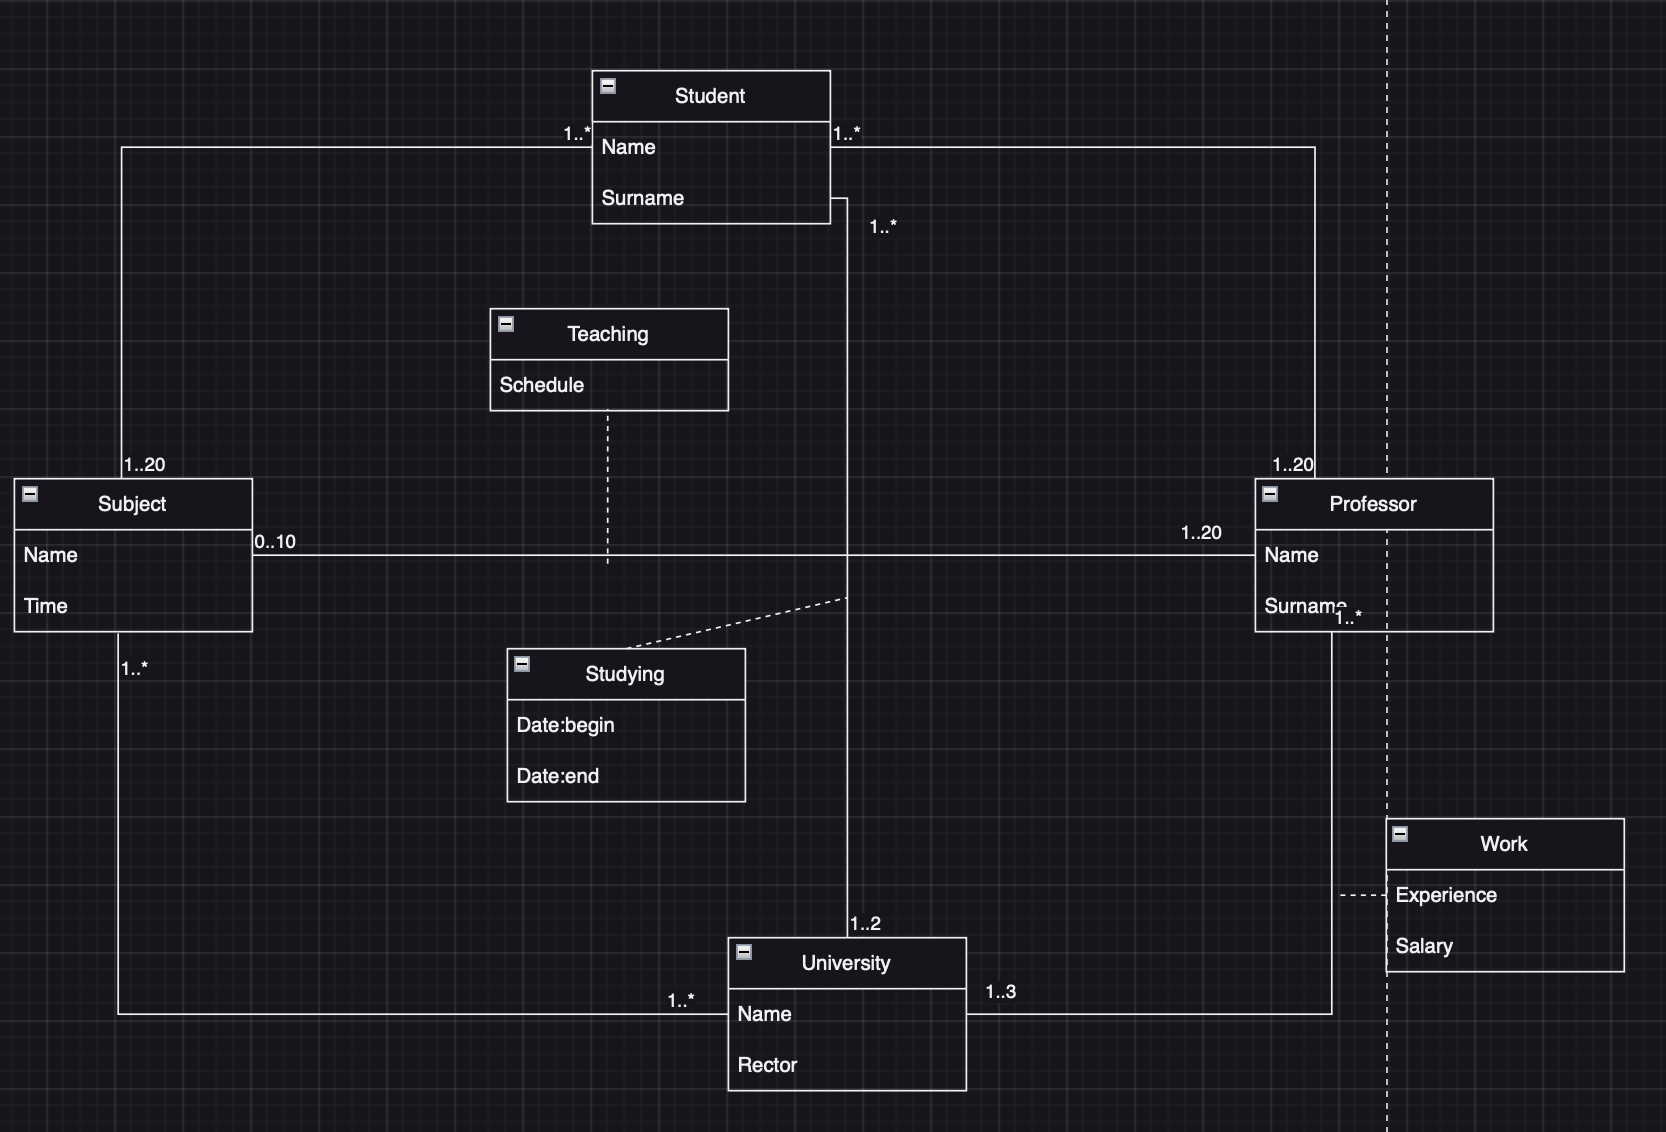 Student
1..*
1..*
Name
Surname
1..*
Teaching
Schedule
1..20
1..20
Subject
Professor
0..10
1..20
Name
Name
Time
Surname
1..*
1..*
Studying
Date:begin
Date:end
Work
Experience
Salary
1..2
University
1..*
1..3
Name
Rector